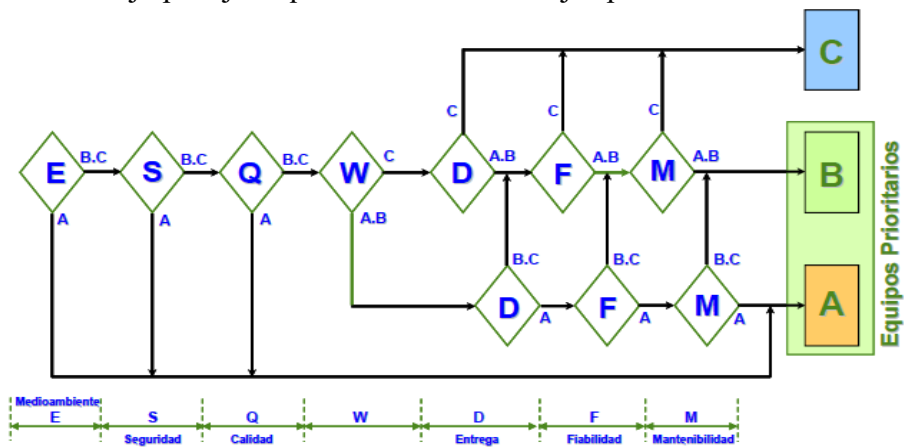 C
C
C
C
E
B.C
S
B.C
Q
B.C
W
C
D
A.B
F
A.B
M
A.B
B
A
A
A
A.B
B.C
B.C
B.C
D
A
F
A
M
A
A
Equipos Prioritarios
Medioambiente
E
S
Q
W
D
F
M
Seguridad
Calidad
Entrega
Fiabilidad
Mantenibilidad